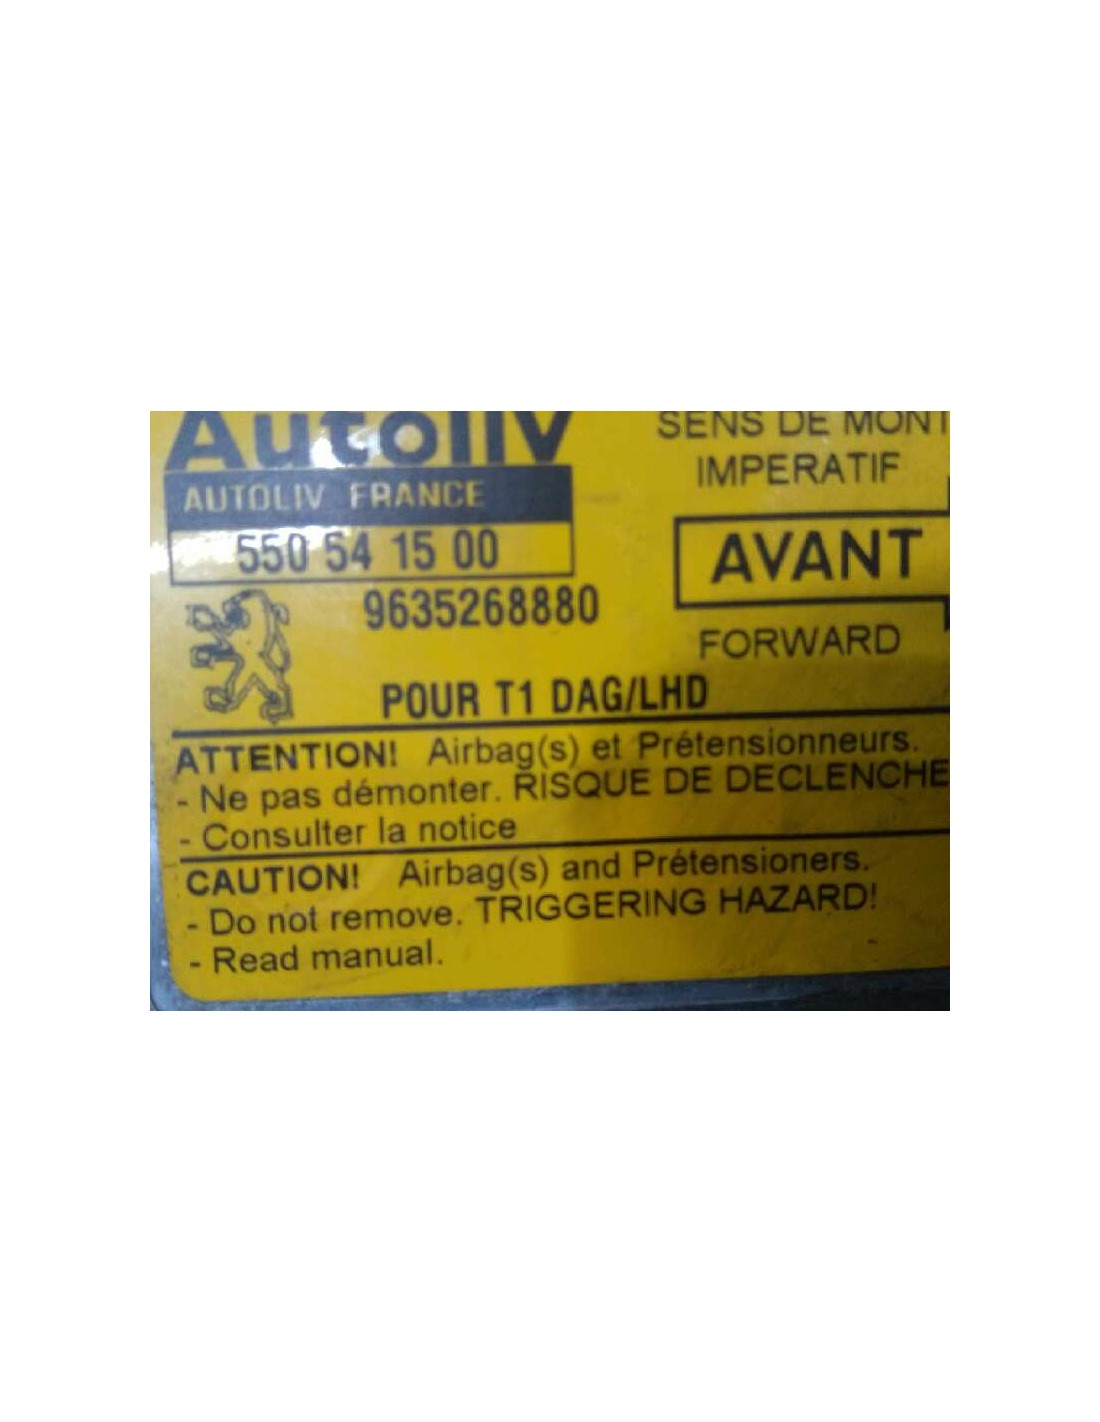 Autoliv
AUTOLIV FRANCE
550 54 15 00
9635268880
POUR T1 DAG/LHD
SENS DE MONT
IMPERATIF
AVANT
FORWARD
ATTENTION! Airbag(s) et Prétensionneurs.
- Ne pas démonter. RISQUE DE DECLENCHE
- Consulter la notice
CAUTION! Airbag(s) and Prétensioners.
- Do not remove. TRIGGERING HAZARD!
- Read manual.